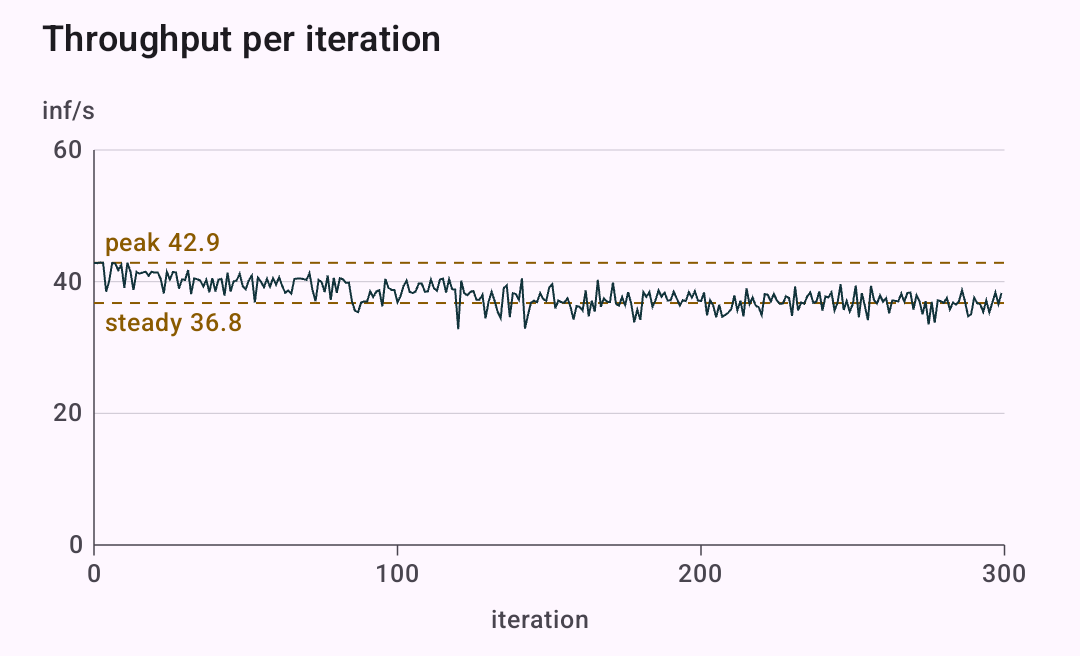 Throughput per iteration
inf/s
60
peak 42.9
40
steady 36.8
20
0
0 100 200 300
iteration